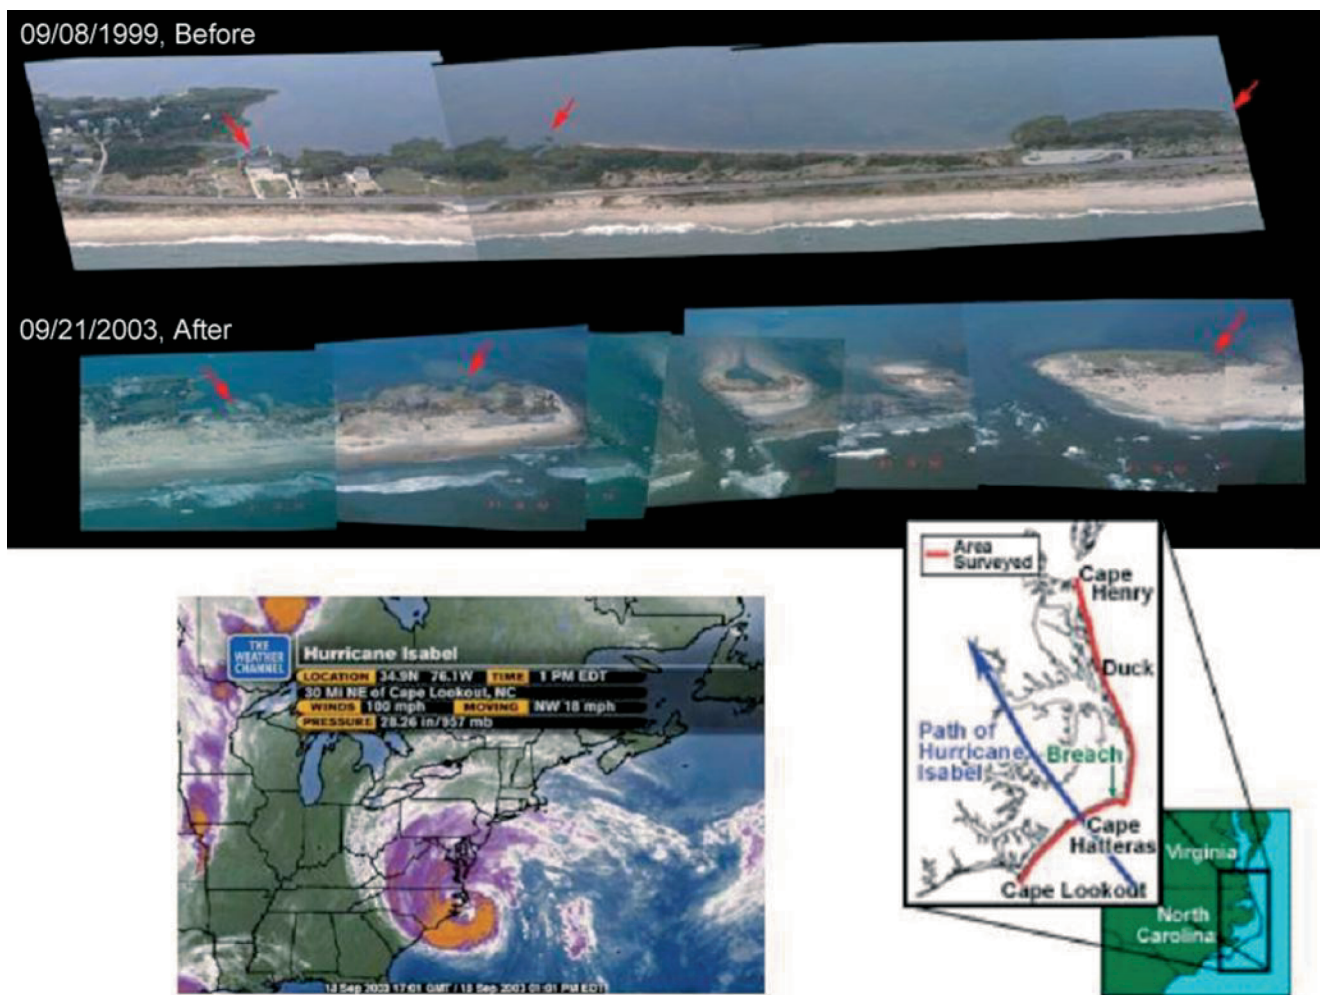 09/08/1999, Before
09/21/2003, After
THE
WEATHER
CHANNEL
Hurricane Isabel
LOCATION 34.9N 76.1W TIME 1 PM EDT
30 Mi NE of Cape Lookout, NC
WINDS 100 mph MOVING NW 18 mph
PRESSURE 28.26 in/957 mb
18 Sep 2003 17:01 GMT / 18 Sep 2003 01:01 PM EDT
Area
Surveyed
Cape
Henry
Duck
Path of
Hurricane
Isabel
Breach
Cape
Hatteras
Cape Lookout
Virginia
North
Carolina